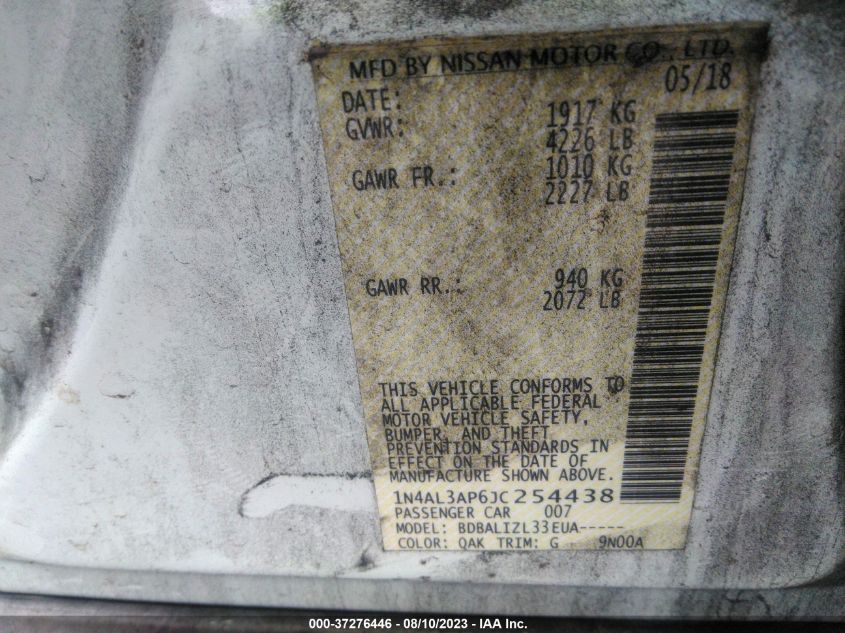 MFD BY NISSAN MOTOR CO., LTD.
DATE: 05/18
GVWR: 1917 KG
4226 LB
GAWR FR.: 1010 KG
2227 LB
GAWR RR.: 940 KG
2072 LB
THIS VEHICLE CONFORMS TO
ALL APPLICABLE FEDERAL
MOTOR VEHICLE SAFETY,
BUMPER, AND THEFT
PREVENTION STANDARDS IN
EFFECT ON THE DATE OF
MANUFACTURE SHOWN ABOVE.
1N4AL3AP6JC254438
PASSENGER CAR 007
MODEL: BDBALIZL33EUA-----
COLOR: QAK TRIM: G 9N00A
000-37276446 — 08/10/2023 — IAA Inc.